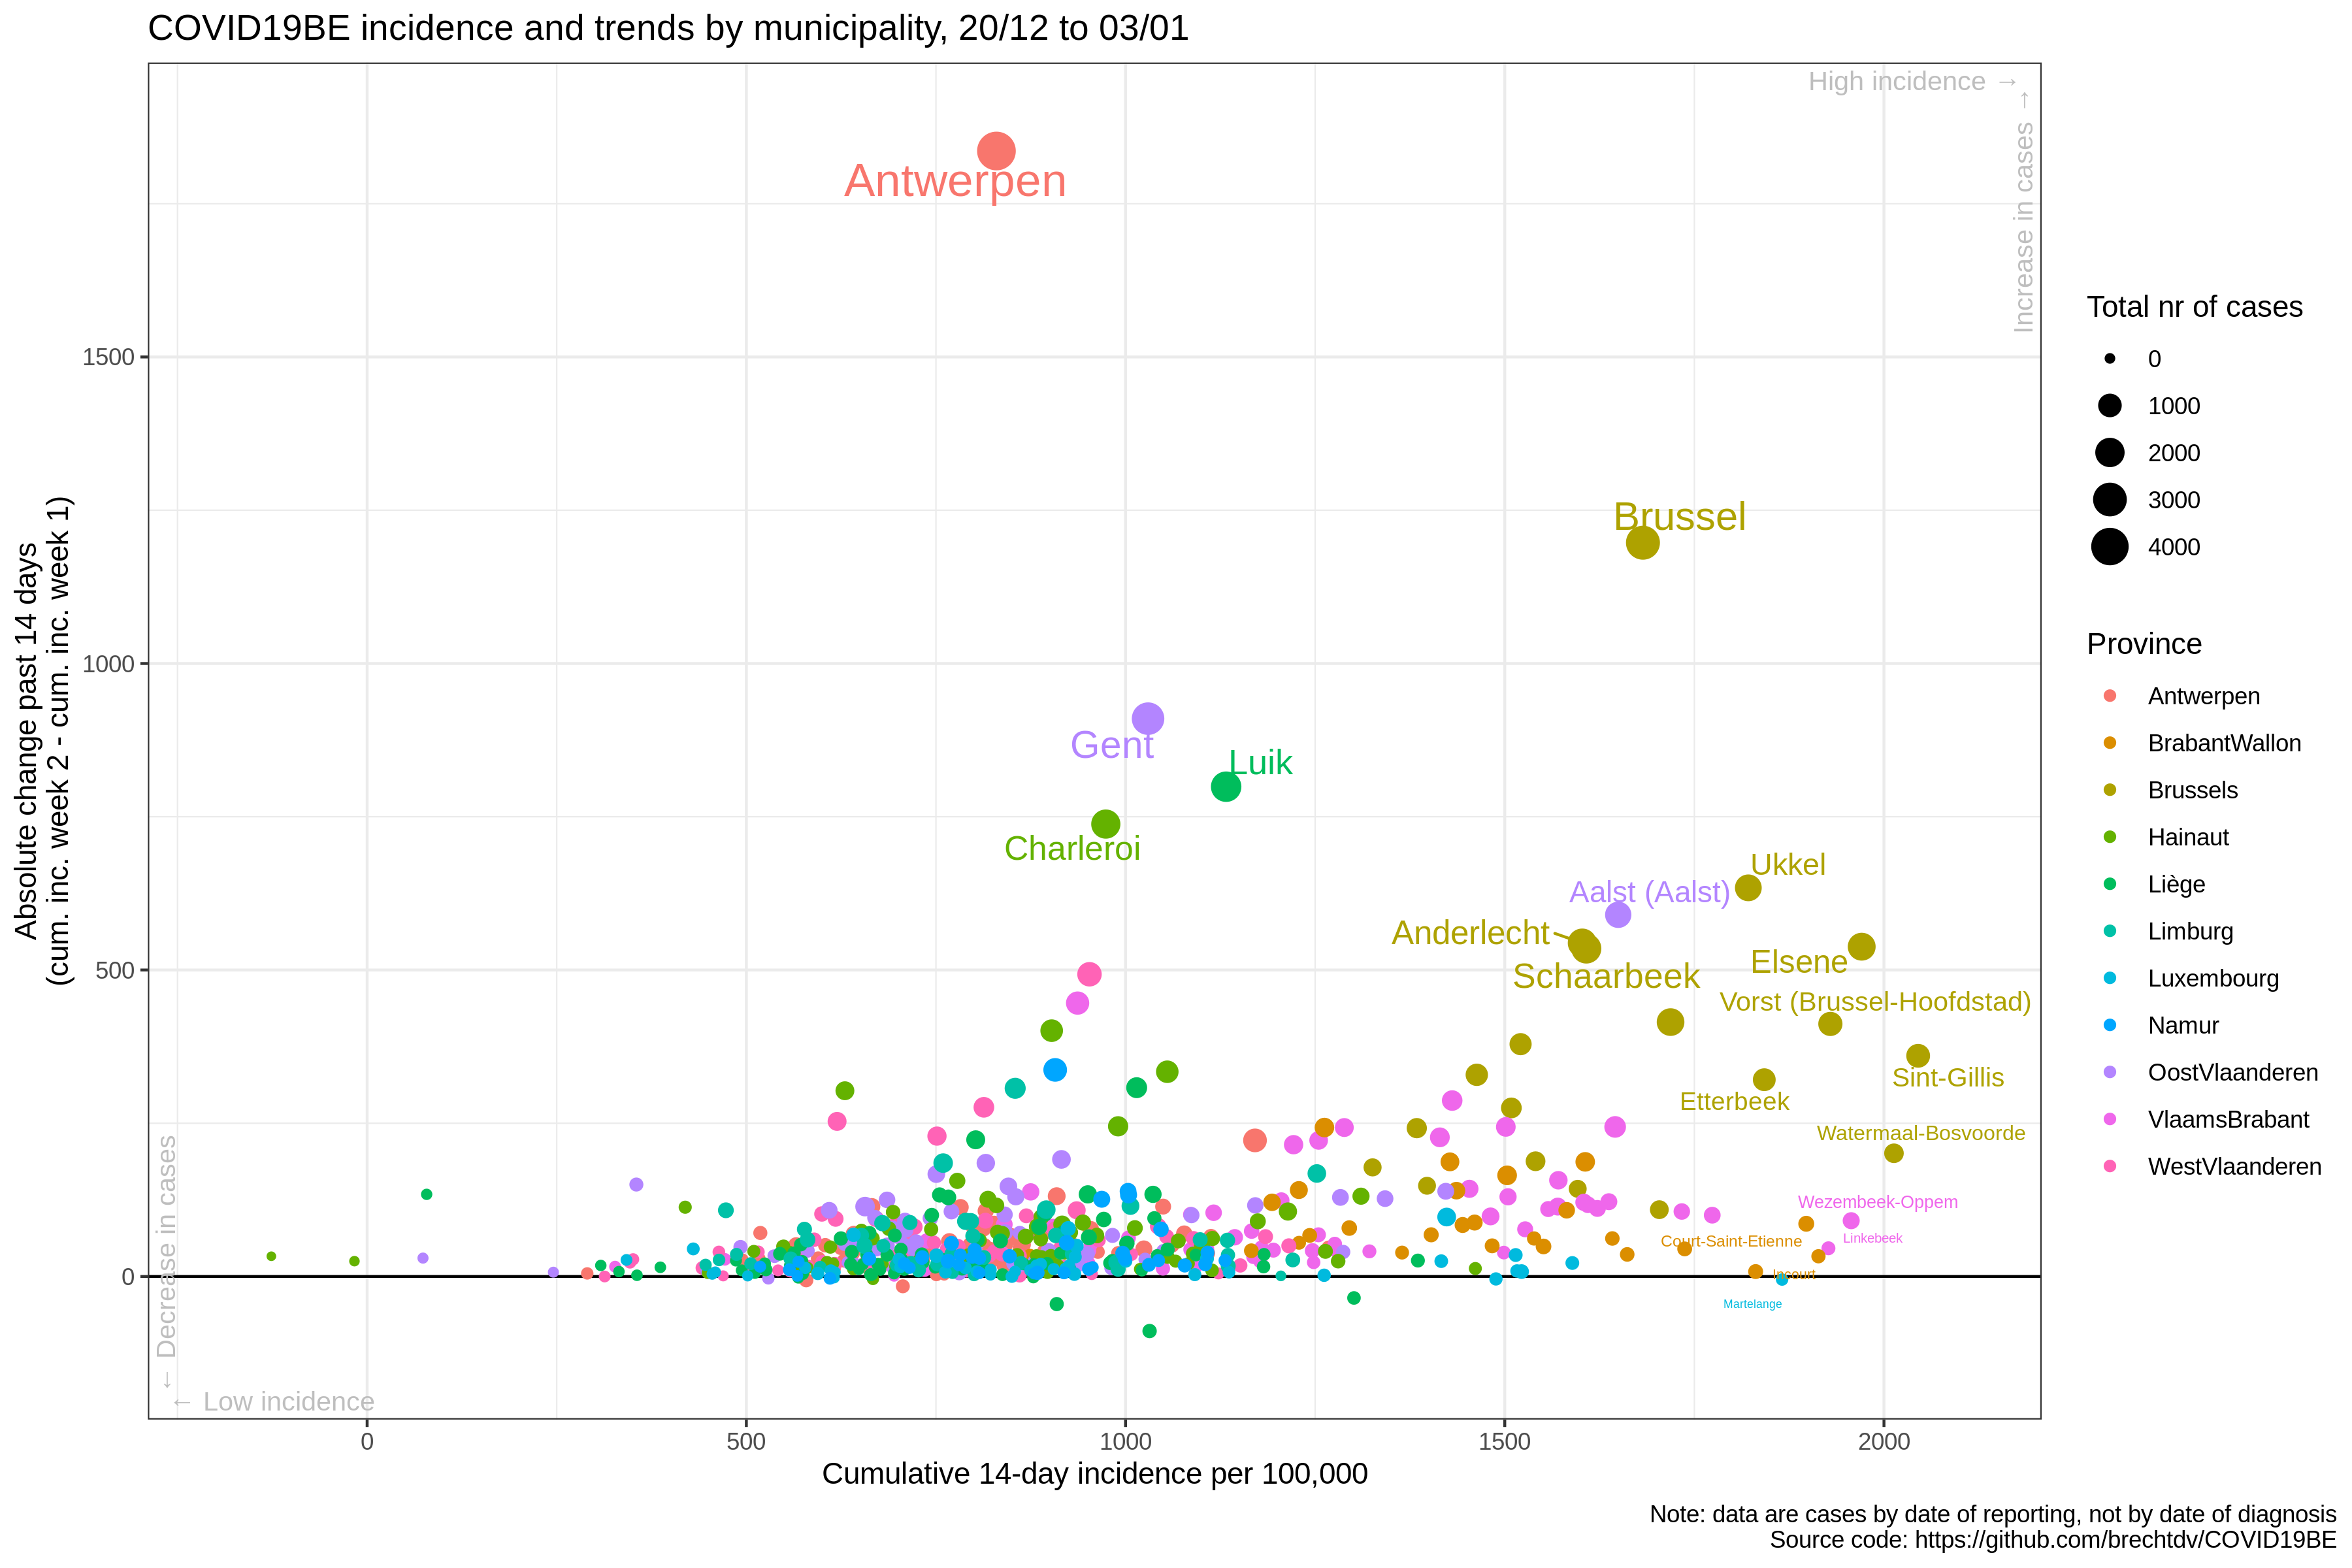 COVID19BE incidence and trends by municipality, 20/12 to 03/01
High incidence →
Increase in cases →
Antwerpen
Brussel
Gent
Luik
Charleroi
Ukkel
Aalst (Aalst)
Anderlecht
Elsene
Schaarbeek
Vorst (Brussel-Hoofdstad)
Sint-Gillis
Etterbeek
Watermaal-Bosvoorde
Wezembeek-Oppem
Linkebeek
Court-Saint-Etienne
Incourt
Martelange
← Decrease in cases
← Low incidence
1500
1000
500
0
Absolute change past 14 days
(cum. inc. week 2 - cum. inc. week 1)
0
500
1000
1500
2000
Cumulative 14-day incidence per 100,000
Total nr of cases
0
1000
2000
3000
4000
Province
Antwerpen
BrabantWallon
Brussels
Hainaut
Liège
Limburg
Luxembourg
Namur
OostVlaanderen
VlaamsBrabant
WestVlaanderen
Note: data are cases by date of reporting, not by date of diagnosis
Source code: https://github.com/brechtdv/COVID19BE